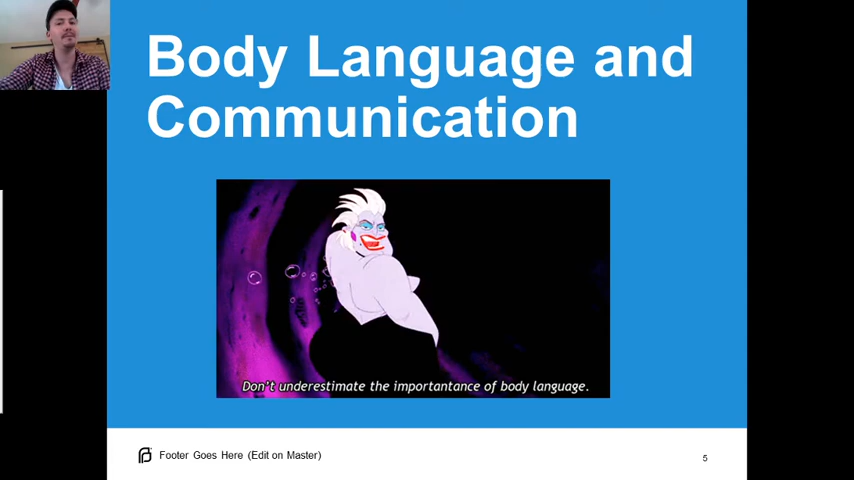 Body Language and
Communication
Don't underestimate the importantance of body language.
Footer Goes Here (Edit on Master)
5